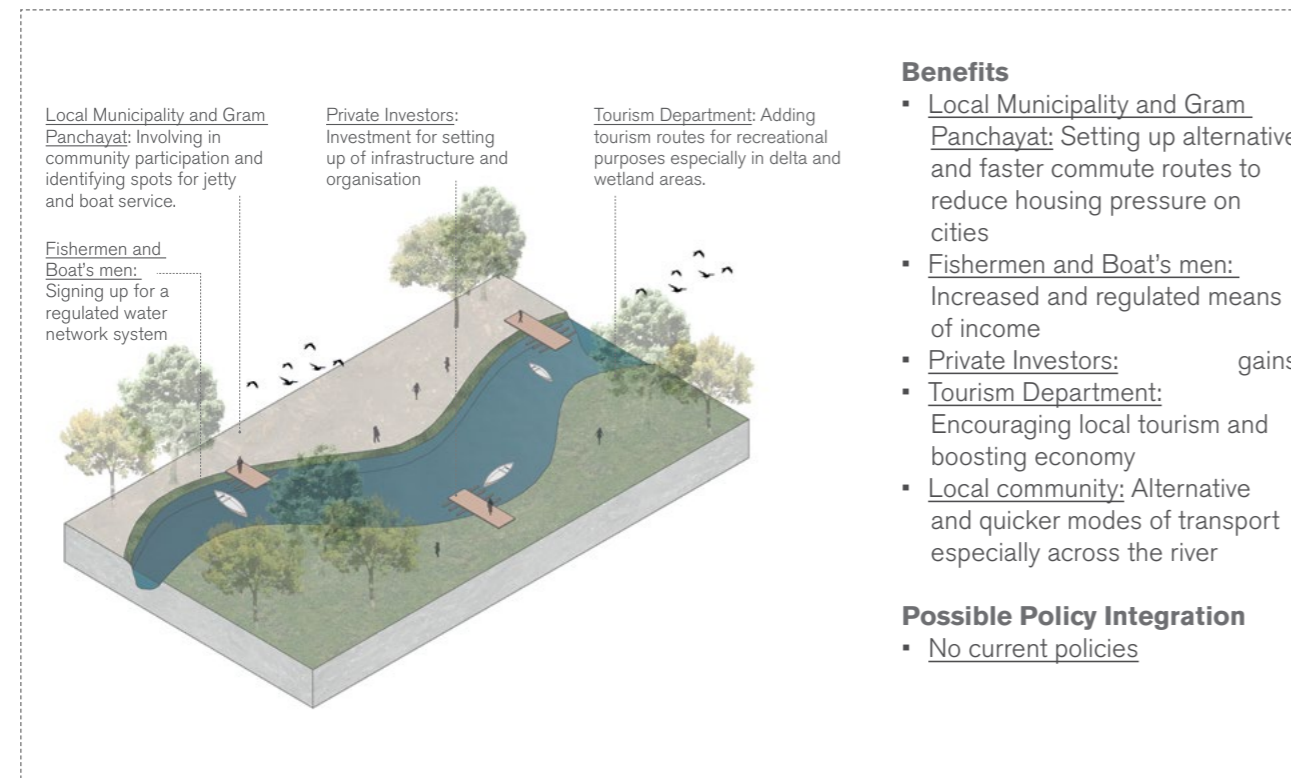 Local Municipality and Gram
Panchayat: Involving in
community participation and
identifying spots for jetty
and boat service.
Fishermen and
Boat's men:
Signing up for a
regulated water
network system
Private Investors:
Investment for setting
up of infrastructure and
organisation
Tourism Department: Adding
tourism routes for recreational
purposes especially in delta and
wetland areas.
Benefits
▪ Local Municipality and Gram
Panchayat: Setting up alternative
and faster commute routes to
reduce housing pressure on
cities
▪ Fishermen and Boat's men:
Increased and regulated means
of income
▪ Private Investors: gains
▪ Tourism Department:
Encouraging local tourism and
boosting economy
▪ Local community: Alternative
and quicker modes of transport
especially across the river
Possible Policy Integration
▪ No current policies